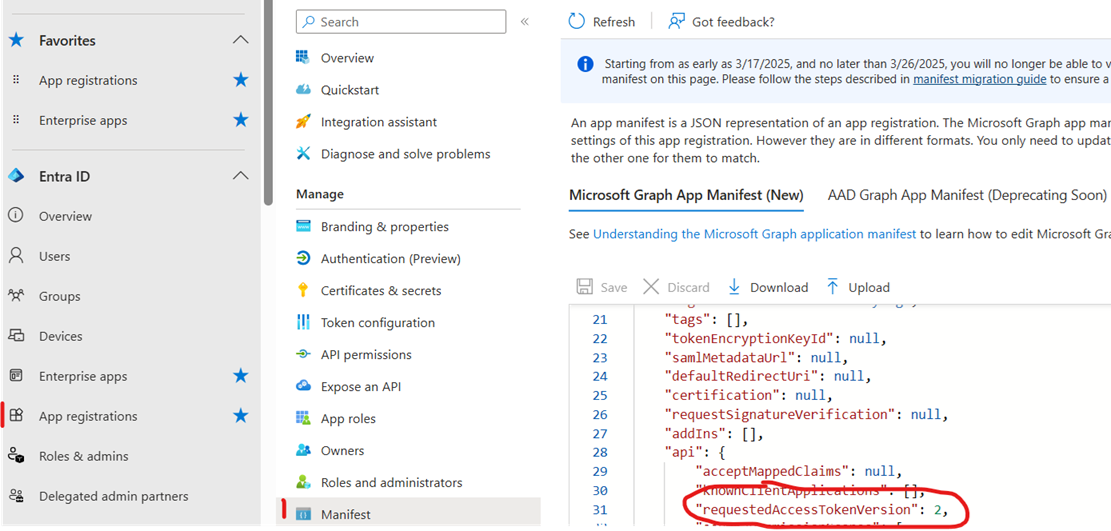 Favorites
App registrations
Enterprise apps
Entra ID
Overview
Users
Groups
Devices
Enterprise apps
App registrations
Roles & admins
Delegated admin partners
Search
«
Overview
Quickstart
Integration assistant
Diagnose and solve problems
Manage
Branding & properties
Authentication (Preview)
Certificates & secrets
Token configuration
API permissions
Expose an API
App roles
Owners
Roles and administrators
Manifest
Refresh
Got feedback?
Starting from as early as 3/17/2025, and no later than 3/26/2025, you will no longer be able to
manifest on this page. Please follow the steps described in manifest migration guide to ensure a
An app manifest is a JSON representation of an app registration. The Microsoft Graph app
settings of this app registration. However they are in different formats. You only need to
the other one for them to match.
Microsoft Graph App Manifest (New) AAD Graph App Manifest (Deprecating Soon)
See Understanding the Microsoft Graph application manifest to learn how to edit Microsoft
Save Discard Download Upload
21 "tags": [],
22 "tokenEncryptionKeyId": null,
23 "samlMetadataUrl": null,
24 "defaultRedirectUri": null,
25 "certification": null,
26 "requestSignatureVerification": null,
27 "addIns": [],
28 "api": {
29 "acceptMappedClaims": null,
30 "knownClientApplications": [],
31 "requestedAccessTokenVersion": 2,